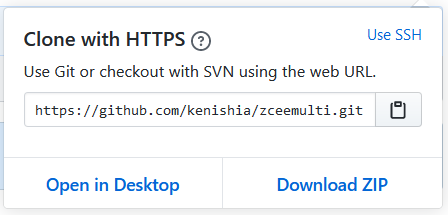 Clone with HTTPS ?
Use SSH
Use Git or checkout with SVN using the web URL.
https://github.com/kenishia/zceemulti.git
Open in Desktop
Download ZIP